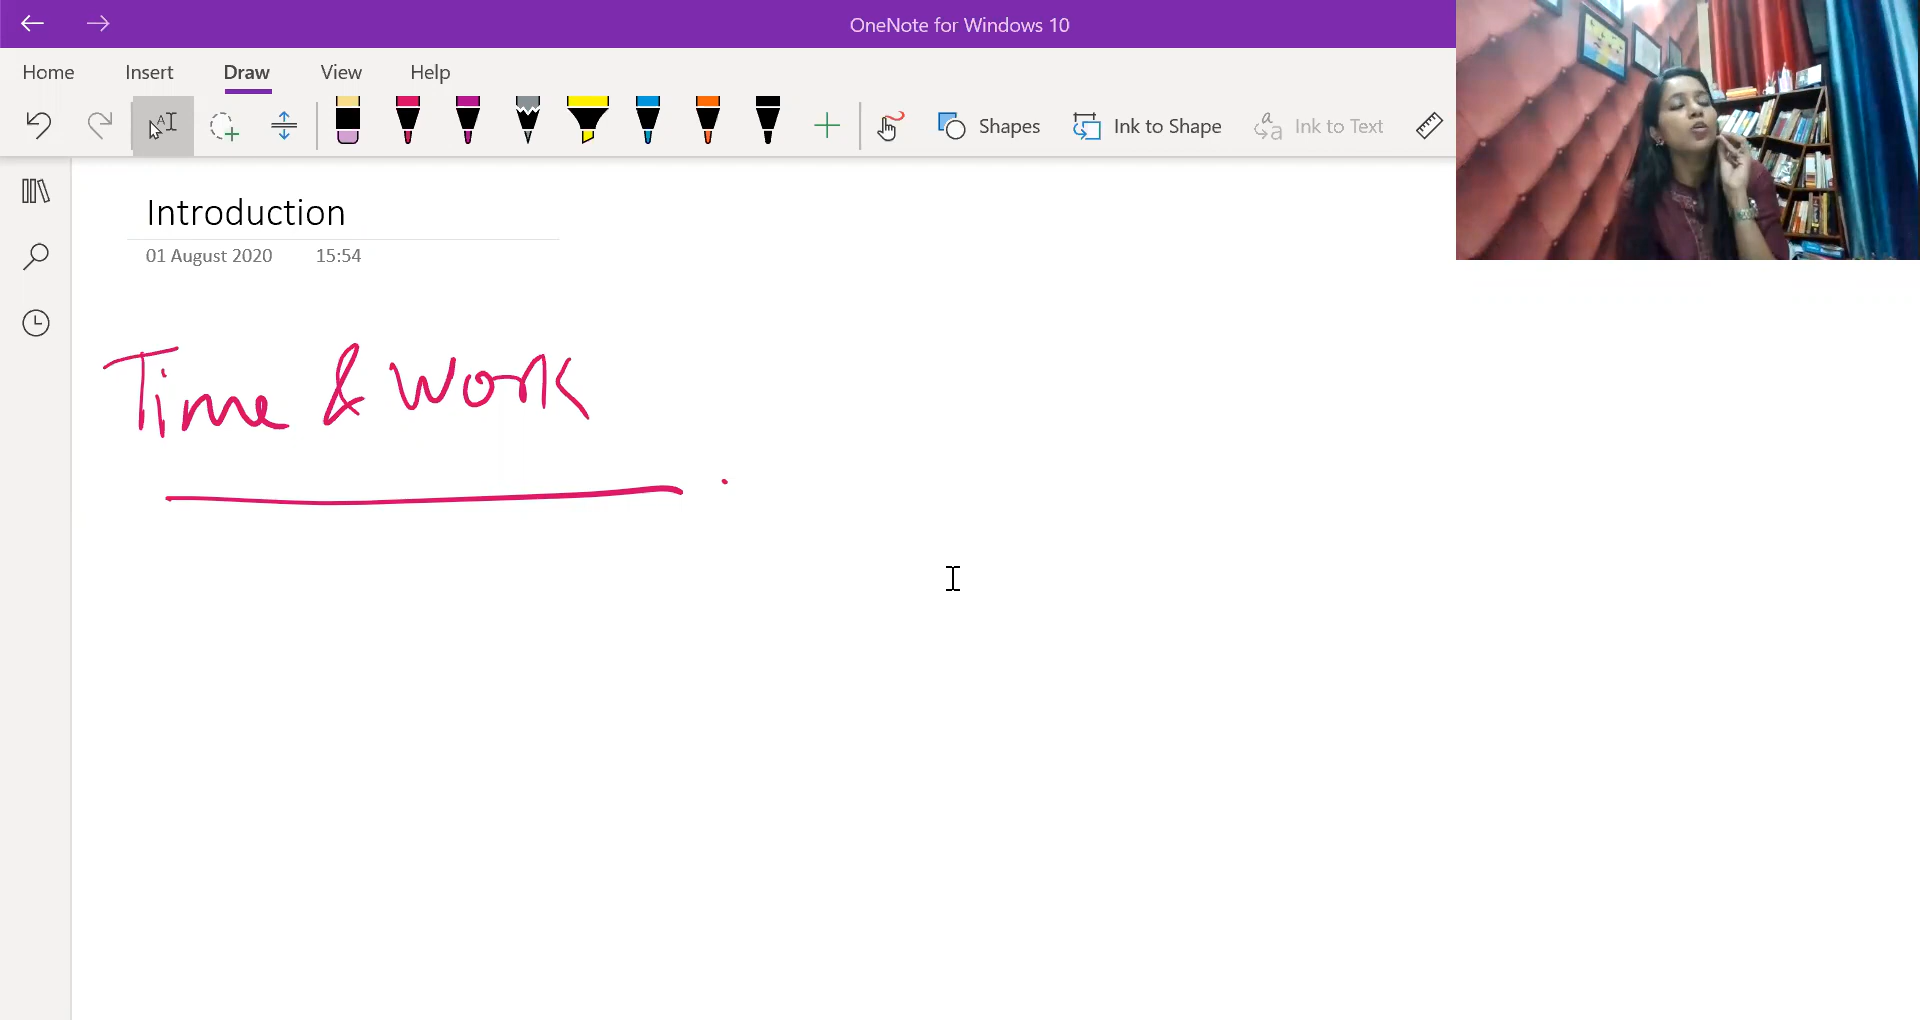 OneNote for Windows 10
Home Insert Draw View Help
Shapes Ink to Shape Ink to Text
Introduction
01 August 2020 15:54
Time & Work